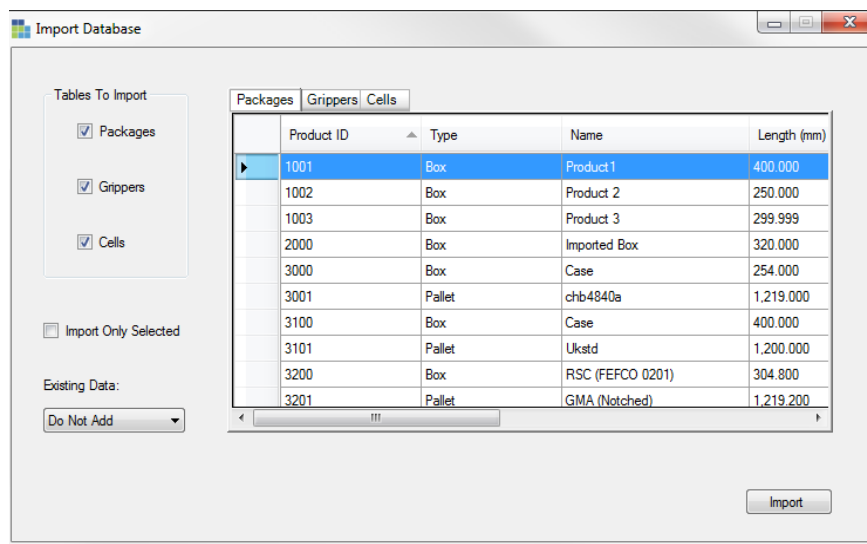 Import Database
Tables To Import
Packages
Grippers
Cells
Import Only Selected
Existing Data:
Do Not Add
Packages Grippers Cells
Product ID Type Name Length (mm)
1001 Box Product1 400.000
1002 Box Product 2 250.000
1003 Box Product 3 299.999
2000 Box Imported Box 320.000
3000 Box Case 254.000
3001 Pallet chb4840a 1,219.000
3100 Box Case 400.000
3101 Pallet Ukstd 1,200.000
3200 Box RSC (FEFCO 0201) 304.800
3201 Pallet GMA (Notched) 1,219.200
Import